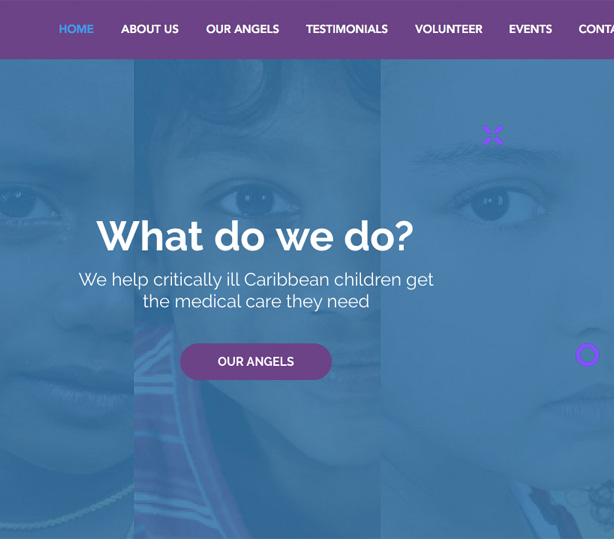 HOME ABOUT US OUR ANGELS TESTIMONIALS VOLUNTEER EVENTS
What do we do?
We help critically ill Caribbean children get
the medical care they need
OUR ANGELS